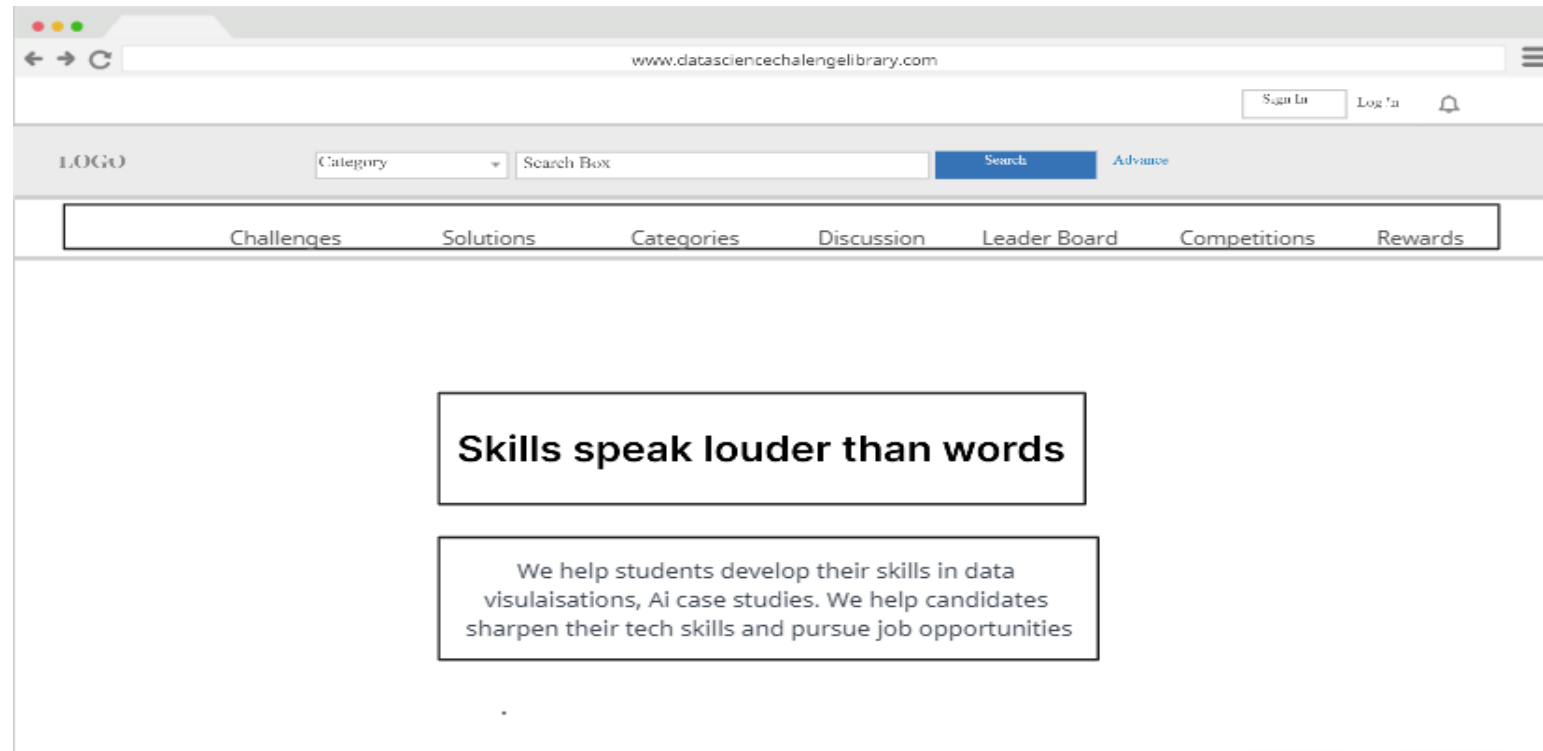 www.datasciencechalengelibrary.com
Sign In Log In
LOGO Category Search Box Search Advance
Challenges Solutions Categories Discussion Leader Board Competitions Rewards
Skills speak louder than words
We help students develop their skills in data
visulaisations, Ai case studies. We help candidates
sharpen their tech skills and pursue job opportunities